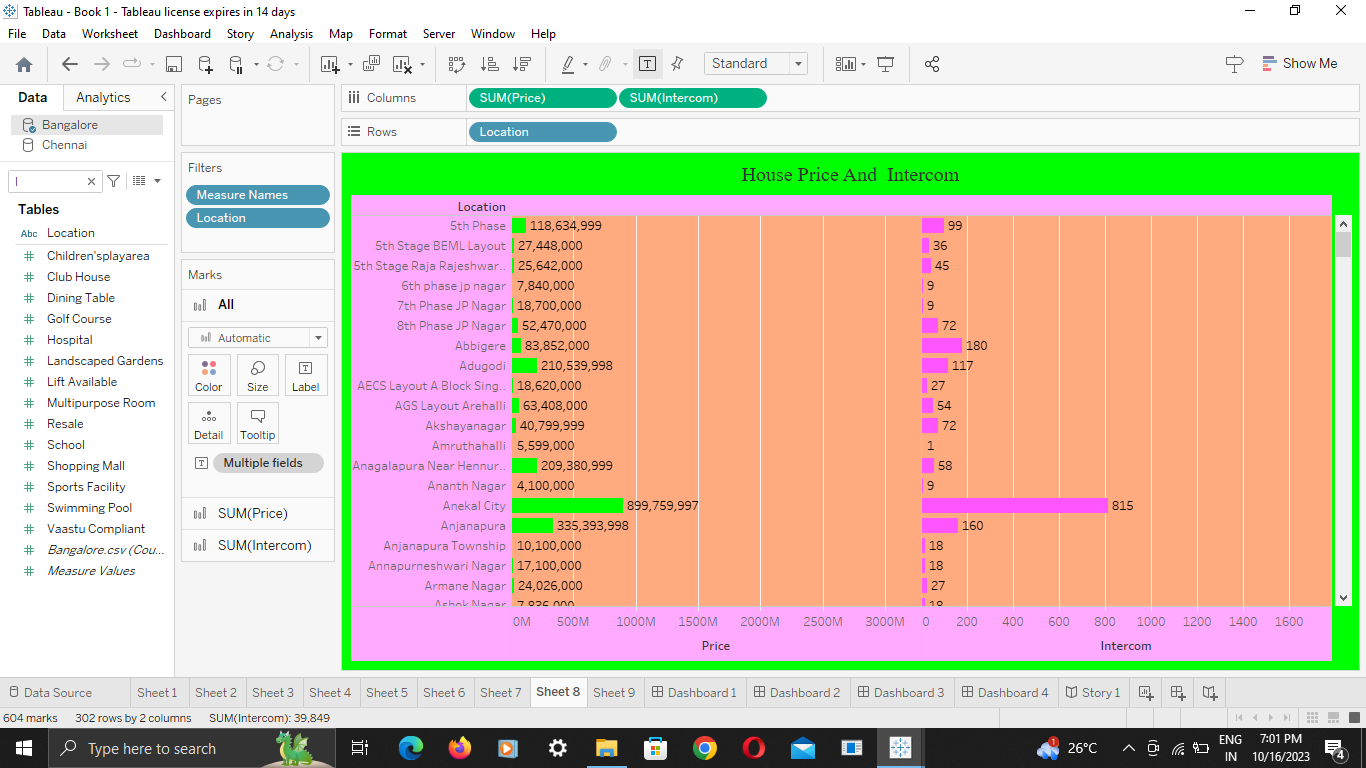 Tableau - Book 1 - Tableau license expires in 14 days
File Data Worksheet Dashboard Story Analysis Map Format Server Window Help
Standard
Show Me
Data Analytics
Bangalore
Chennai
l
Tables
Abc Location
Children'splayarea
Club House
Dining Table
Golf Course
Hospital
Landscaped Gardens
Lift Available
Multipurpose Room
Resale
School
Shopping Mall
Sports Facility
Swimming Pool
Vaastu Compliant
Bangalore.csv (Cou...
Measure Values
Pages
Filters
Measure Names
Location
Marks
All
Automatic
Color Size Label
Detail Tooltip
Multiple fields
SUM(Price)
SUM(Intercom)
Columns SUM(Price) SUM(Intercom)
Rows Location
House Price And  Intercom
Location
5th Phase 118,634,999 99
5th Stage BEML Layout 27,448,000 36
5th Stage Raja Rajeshwar.. 25,642,000 45
6th phase jp nagar 7,840,000 9
7th Phase JP Nagar 18,700,000 9
8th Phase JP Nagar 52,470,000 72
Abbigere 83,852,000 180
Adugodi 210,539,998 117
AECS Layout A Block Sing.. 18,620,000 27
AGS Layout Arehalli 63,408,000 54
Akshayanagar 40,799,999 72
Amruthahalli 5,599,000 1
Anagalapura Near Hennur.. 209,380,999 58
Ananth Nagar 4,100,000 9
Anekal City 899,759,997 815
Anjanapura 335,393,998 160
Anjanapura Township 10,100,000 18
Annapurneshwari Nagar 17,100,000 18
Armane Nagar 24,026,000 27
Ashok Nagar 7,836,000 18
0M 500M 1000M 1500M 2000M 2500M 3000M 0 200 400 600 800 1000 1200 1400 1600
Price Intercom
Data Source Sheet 1 Sheet 2 Sheet 3 Sheet 4 Sheet 5 Sheet 6 Sheet 7 Sheet 8 Sheet 9 Dashboard 1 Dashboard 2 Dashboard 3 Dashboard 4 Story 1
604 marks 302 rows by 2 columns SUM(Intercom): 39,849
Type here to search
1
26°C
ENG
IN
7:01 PM
10/16/2023
4